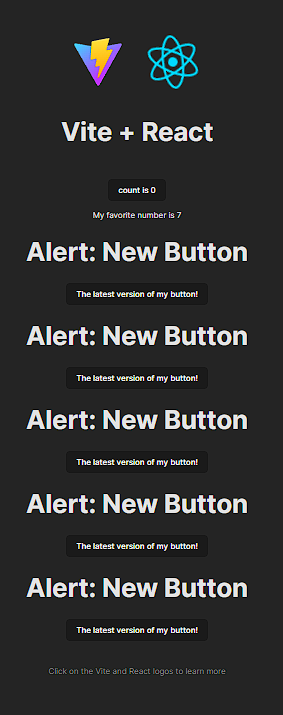 Vite + React
count is 0
My favorite number is 7
Alert: New Button
The latest version of my button!
Alert: New Button
The latest version of my button!
Alert: New Button
The latest version of my button!
Alert: New Button
The latest version of my button!
Alert: New Button
The latest version of my button!
Click on the Vite and React logos to learn more